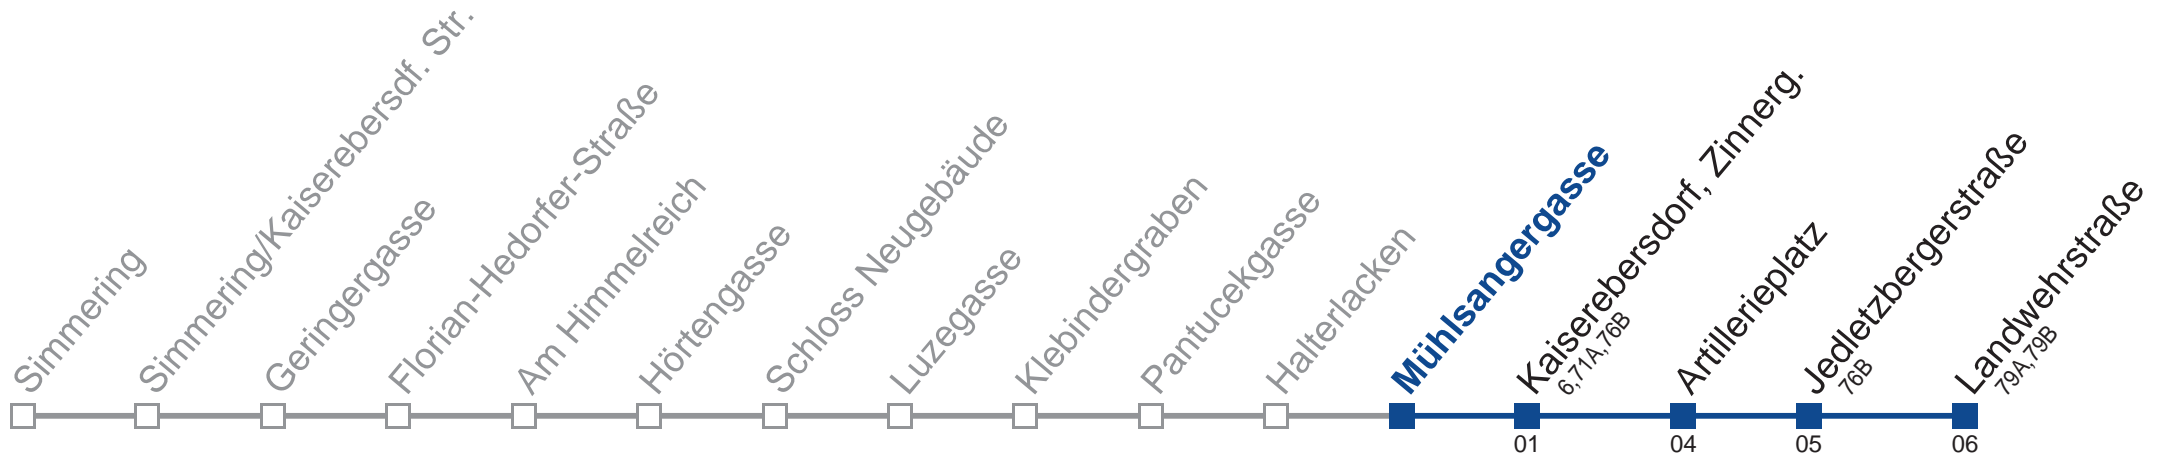 Simmering
Simmering/Kaiserebersdf. Str.
Geringergasse
Florian-Hedorfer-Straße
Am Himmelreich
Hörtengasse
Schloss Neugebäude
Luzegasse
Klebindergraben
Pantucekgasse
Halterlacken
Mühlsangergasse
Kaiserebersdorf, Zinnerg.
6,71A,76B
01
Artillerieplatz
04
Jedletzbergerstraße
76B
05
Landwehrstraße
79A,79B
06